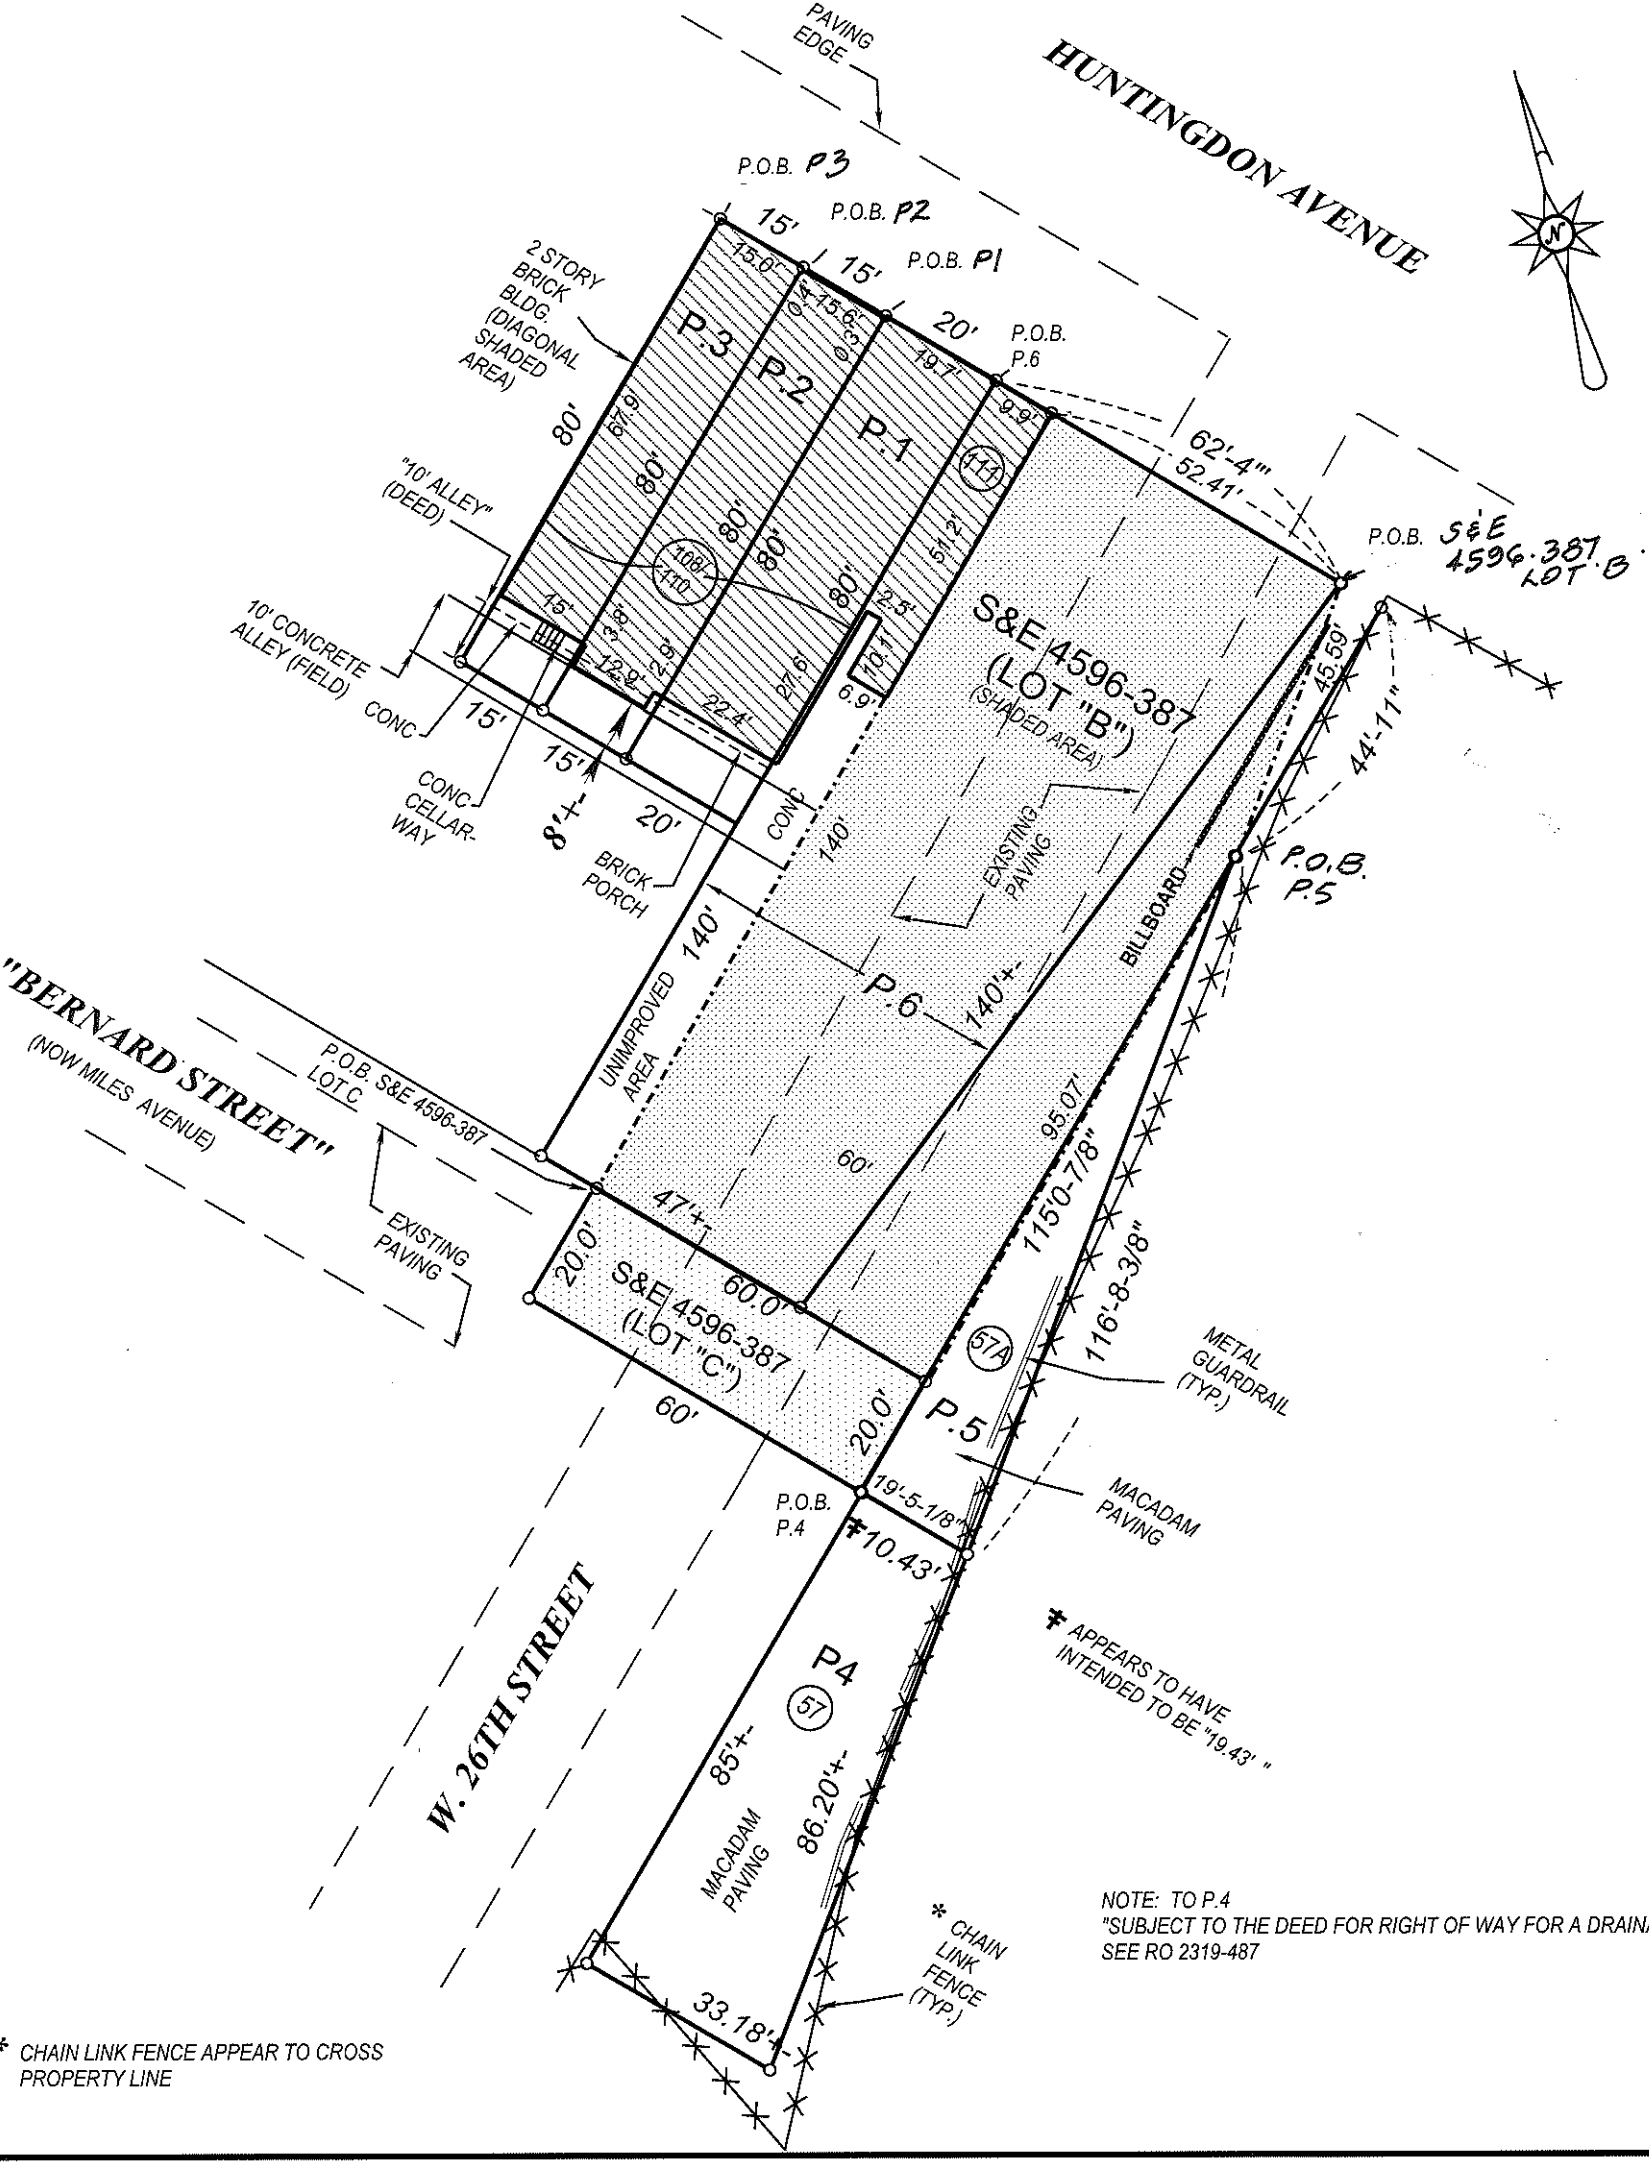 PAVING
EDGE
HUNTINGDON AVENUE
N
P.O.B. P3
15'
P.O.B. P2
15.0'
15'
P.O.B. P1
0.4'
15.6'
0.3'
20'
P.O.B.
P.6
19.7'
9.9'
2 STORY
BRICK
BLDG.
(DIAGONAL
SHADED
AREA)
P.3
P.2
P.1
111
80'
67.9'
80'
80'
80'
80'
51.2'
62'-4"'
52.41'
P.O.B. S&E
4596.387
LOT B
"10' ALLEY"
(DEED)
108/
110
10' CONCRETE
ALLEY (FIELD)
15'
3.8'
12.9'
22.4'
27.6'
2.5'
10.1'
6.9'
CONC
15'
15'
8'+-
20'
CONC
CELLAR-
WAY
BRICK
PORCH
CONC
140'
S&E 4596-387
(LOT "B")
(SHADED AREA)
EXISTING
PAVING
45.59'
44'-11"
BILLBOARD
P.O.B.
P.5
140'
P.6
140'+-
UNIMPROVED
AREA
"BERNARD STREET"
(NOW MILES AVENUE)
P.O.B. S&E 4596-387
LOT C
EXISTING
PAVING
60'
95.07'
115'0-7/8"
116'-8-3/8"
47'+-
20.0'
60.0'
S&E 4596-387
(LOT "C")
60'
20.0'
57A
P.5
METAL
GUARDRAIL
(TYP.)
P.O.B.
P.4
19'-5-1/8"
10.43'
MACADAM
PAVING
APPEARS TO HAVE
INTENDED TO BE "19.43' "
W. 26TH STREET
P4
57
85'+-
86.20'+-
MACADAM
PAVING
33.18'+-
* CHAIN
LINK
FENCE
(TYP.)
NOTE: TO P.4
"SUBJECT TO THE DEED FOR RIGHT OF WAY FOR A DRAIN
SEE RO 2319-487
* CHAIN LINK FENCE APPEAR TO CROSS
PROPERTY LINE